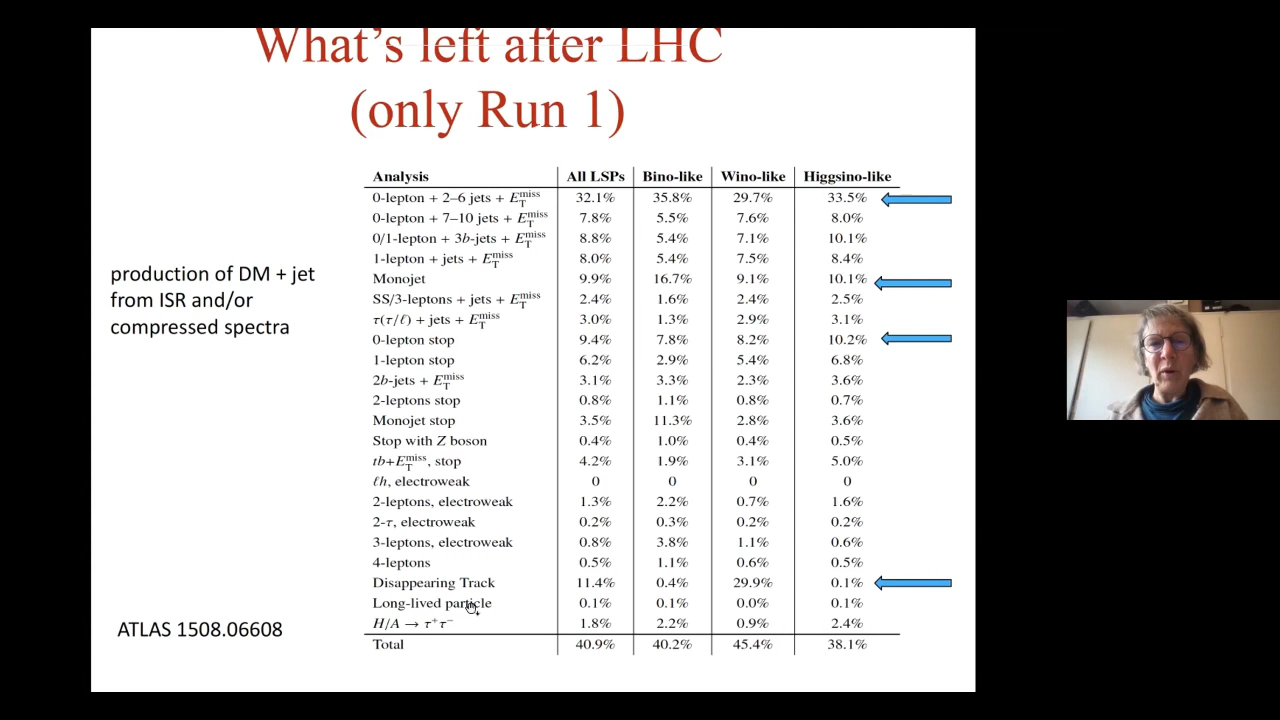 What's left after LHC
(only Run 1)
production of DM + jet
from ISR and/or
compressed spectra
ATLAS 1508.06608
Analysis All LSPs Bino-like Wino-like Higgsino-like
0-lepton + 2–6 jets + E_T^miss 32.1% 35.8% 29.7% 33.5%
0-lepton + 7–10 jets + E_T^miss 7.8% 5.5% 7.6% 8.0%
0/1-lepton + 3b-jets + E_T^miss 8.8% 5.4% 7.1% 10.1%
1-lepton + jets + E_T^miss 8.0% 5.4% 7.5% 8.4%
Monojet 9.9% 16.7% 9.1% 10.1%
SS/3-leptons + jets + E_T^miss 2.4% 1.6% 2.4% 2.5%
τ(τ/ℓ) + jets + E_T^miss 3.0% 1.3% 2.9% 3.1%
0-lepton stop 9.4% 7.8% 8.2% 10.2%
1-lepton stop 6.2% 2.9% 5.4% 6.8%
2b-jets + E_T^miss 3.1% 3.3% 2.3% 3.6%
2-leptons stop 0.8% 1.1% 0.8% 0.7%
Monojet stop 3.5% 11.3% 2.8% 3.6%
Stop with Z boson 0.4% 1.0% 0.4% 0.5%
tb+E_T^miss, stop 4.2% 1.9% 3.1% 5.0%
ℓh, electroweak 0 0 0 0
2-leptons, electroweak 1.3% 2.2% 0.7% 1.6%
2-τ, electroweak 0.2% 0.3% 0.2% 0.2%
3-leptons, electroweak 0.8% 3.8% 1.1% 0.6%
4-leptons 0.5% 1.1% 0.6% 0.5%
Disappearing Track 11.4% 0.4% 29.9% 0.1%
Long-lived particle 0.1% 0.1% 0.0% 0.1%
H/A → τ⁺τ⁻ 1.8% 2.2% 0.9% 2.4%
Total 40.9% 40.2% 45.4% 38.1%